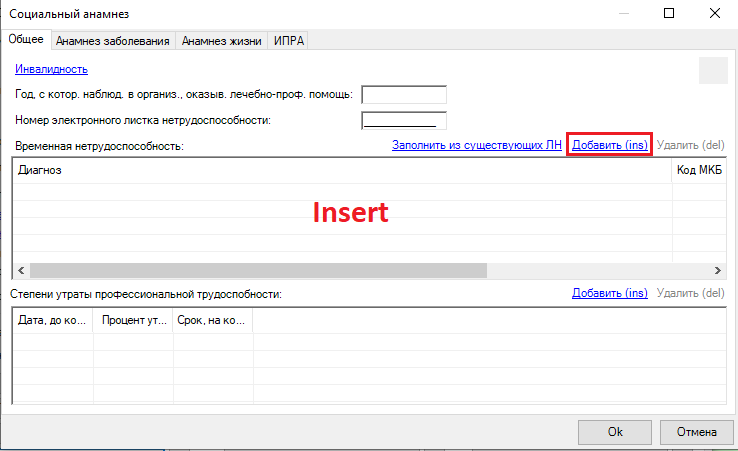 Социальный анамнез
Общее Анамнез заболевания Анамнез жизни ИПРА
Инвалидность
Год, с котор. наблюд. в организ., оказыв. лечебно-проф. помощь:
Номер электронного листка нетрудоспособности:
Временная нетрудоспособность: Заполнить из существующих ЛН Добавить (ins) Удалить (del)
Диагноз Код МКБ
Insert
Степени утраты профессиональной трудоспобности: Добавить (ins) Удалить (del)
Дата, до ко... Процент ут... Срок, на ко...
Ok Отмена